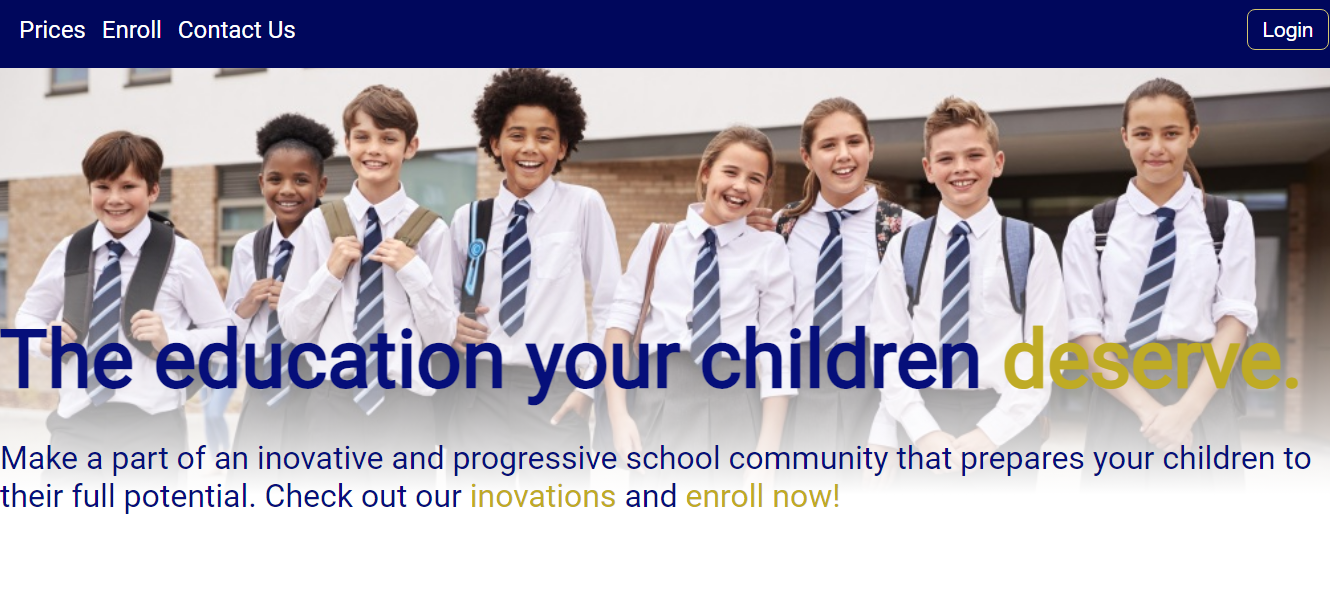 Prices Enroll Contact Us Login
The education your children deserve.
Make a part of an inovative and progressive school community that prepares your children to
their full potential. Check out our inovations and enroll now!